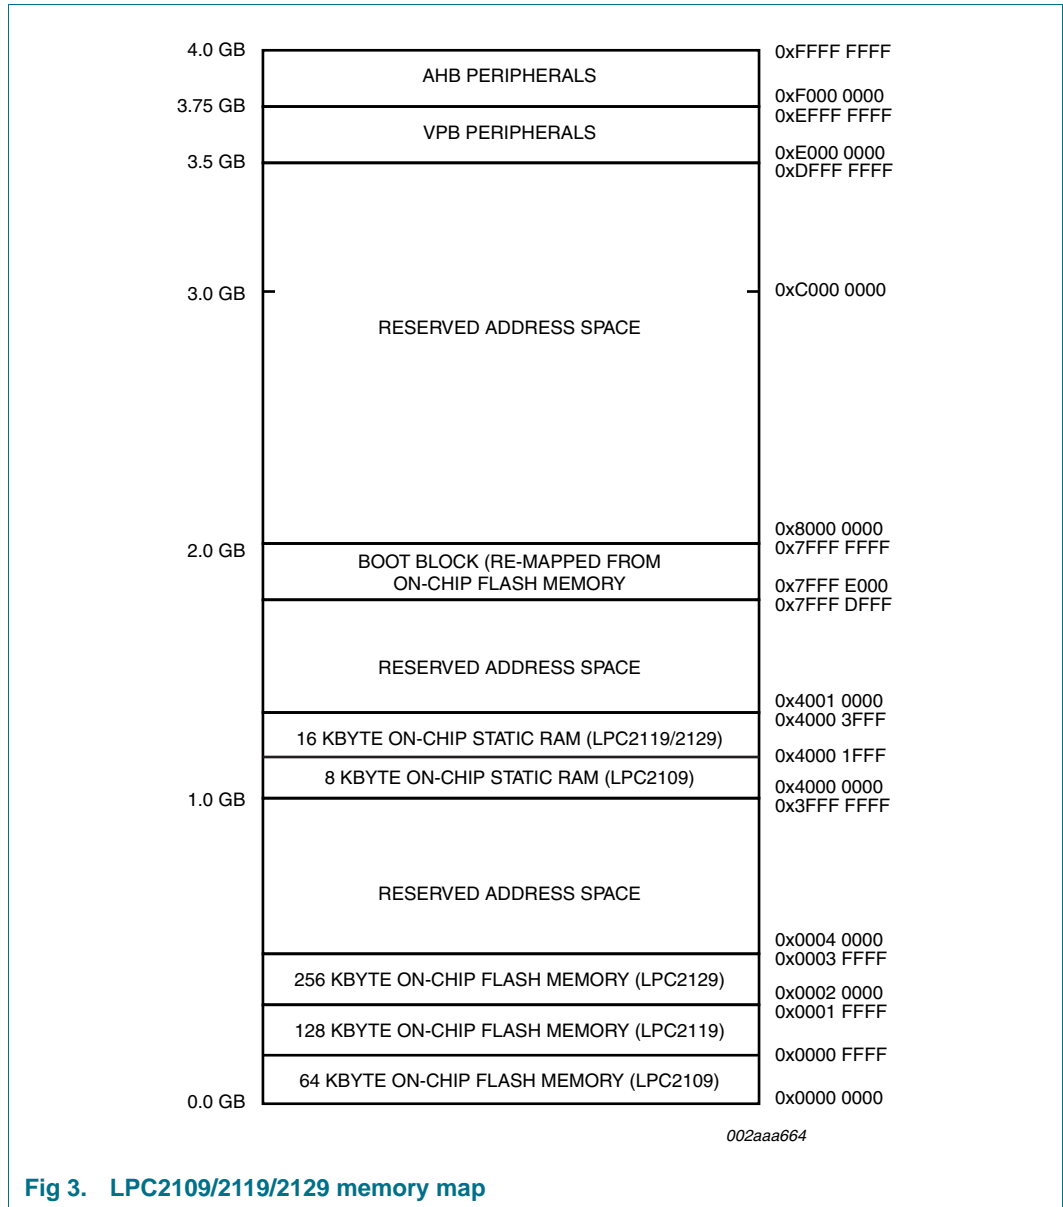 4.0 GB
0xFFFF FFFF
AHB PERIPHERALS
0xF000 0000
3.75 GB
0xEFFF FFFF
VPB PERIPHERALS
0xE000 0000
3.5 GB
0xDFFF FFFF
3.0 GB
0xC000 0000
RESERVED ADDRESS SPACE
0x8000 0000
2.0 GB
0x7FFF FFFF
BOOT BLOCK (RE-MAPPED FROM
ON-CHIP FLASH MEMORY
0x7FFF E000
0x7FFF DFFF
RESERVED ADDRESS SPACE
0x4001 0000
0x4000 3FFF
16 KBYTE ON-CHIP STATIC RAM (LPC2119/2129)
0x4000 1FFF
8 KBYTE ON-CHIP STATIC RAM (LPC2109)
0x4000 0000
1.0 GB
0x3FFF FFFF
RESERVED ADDRESS SPACE
0x0004 0000
0x0003 FFFF
256 KBYTE ON-CHIP FLASH MEMORY (LPC2129)
0x0002 0000
0x0001 FFFF
128 KBYTE ON-CHIP FLASH MEMORY (LPC2119)
0x0000 FFFF
64 KBYTE ON-CHIP FLASH MEMORY (LPC2109)
0.0 GB
0x0000 0000
002aaa664
Fig 3. LPC2109/2119/2129 memory map